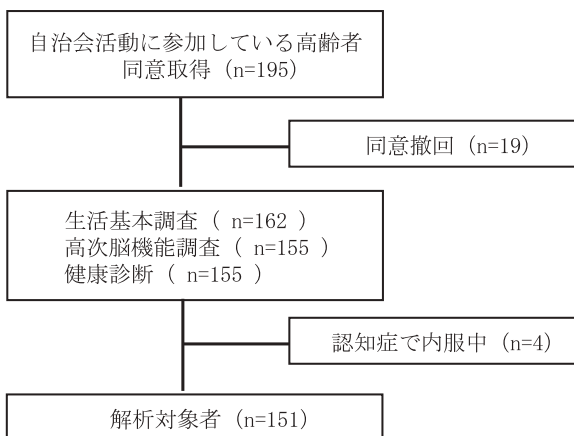 自治会活動に参加している高齢者
同意取得（n=195）
同意撤回（n=19）
生活基本調査（ n=162 ）
高次脳機能調査（ n=155 ）
健康診断（ n=155 ）
認知症で内服中（n=4）
解析対象者（n=151）